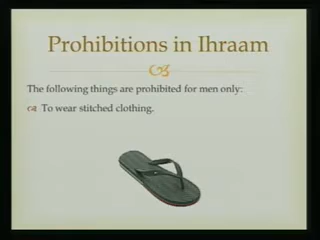 Prohibitions in Ihraam
The following things are prohibited for men only:
To wear stitched clothing.